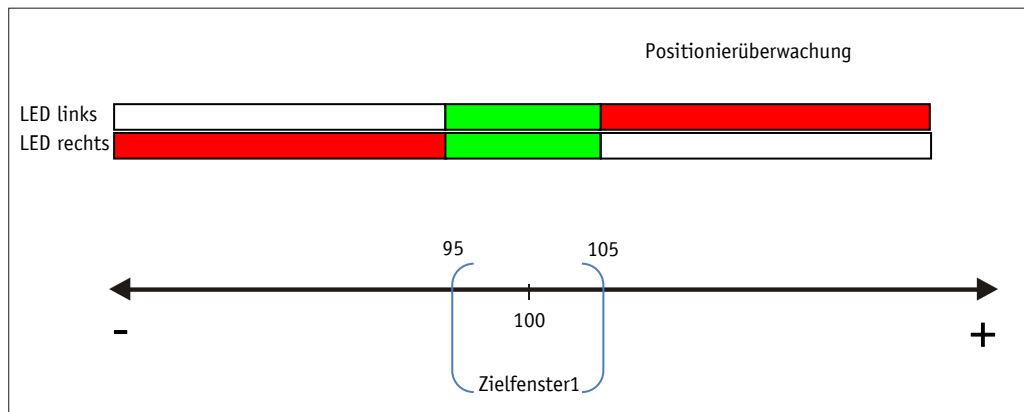 Positionierüberwachung
LED links
LED rechts
95
105
100
-
+
Zielfenster1